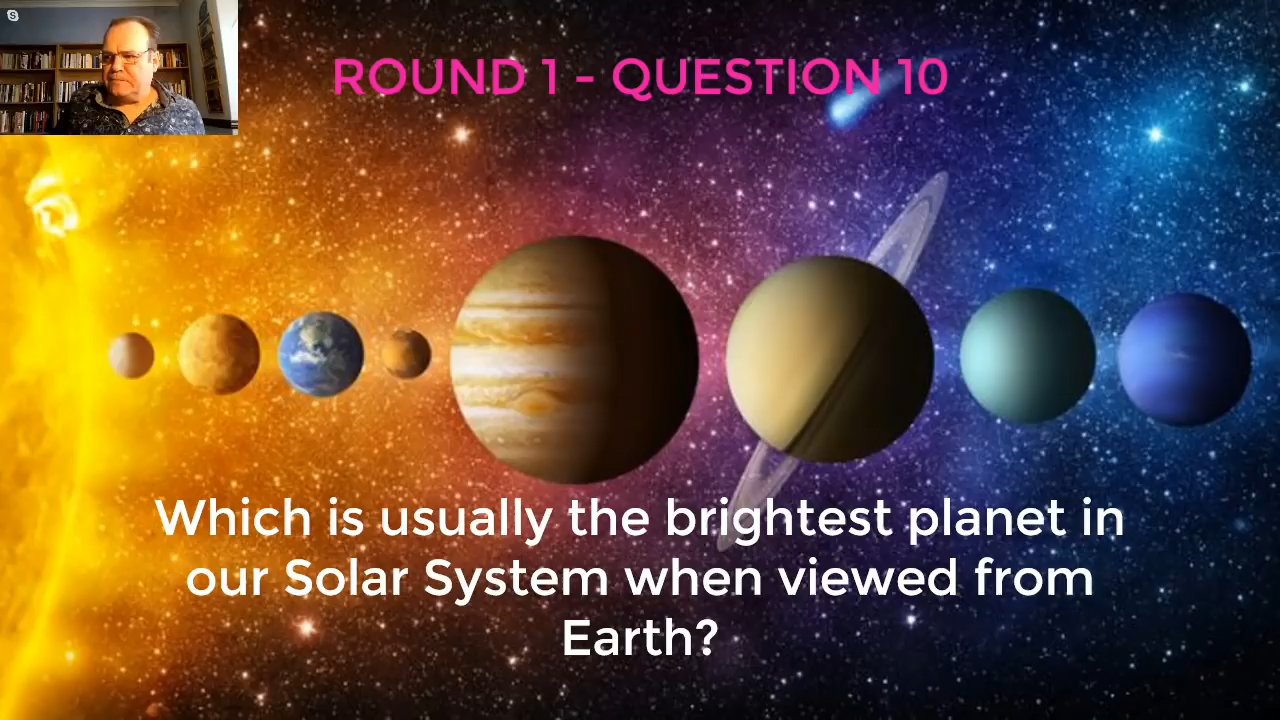 ROUND 1 - QUESTION 10
Which is usually the brightest planet in
our Solar System when viewed from
Earth?